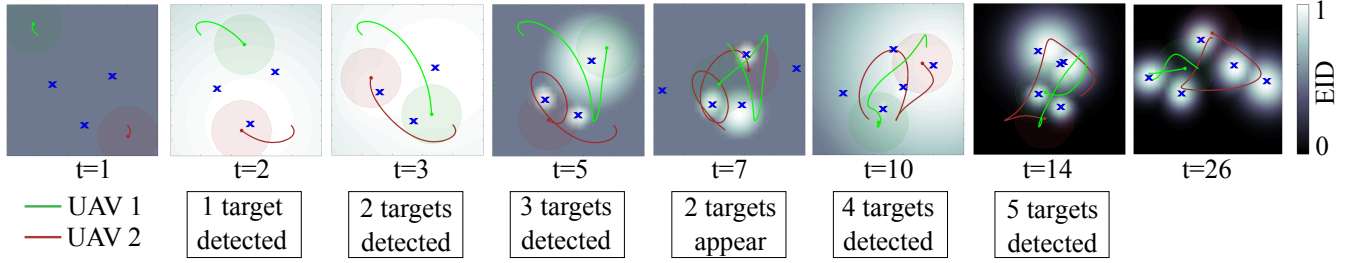 1
EID
0
t=1
t=2
t=3
t=5
t=7
t=10
t=14
t=26
UAV 1
UAV 2
1 target
detected
2 targets
detected
3 targets
detected
2 targets
appear
4 targets
detected
5 targets
detected